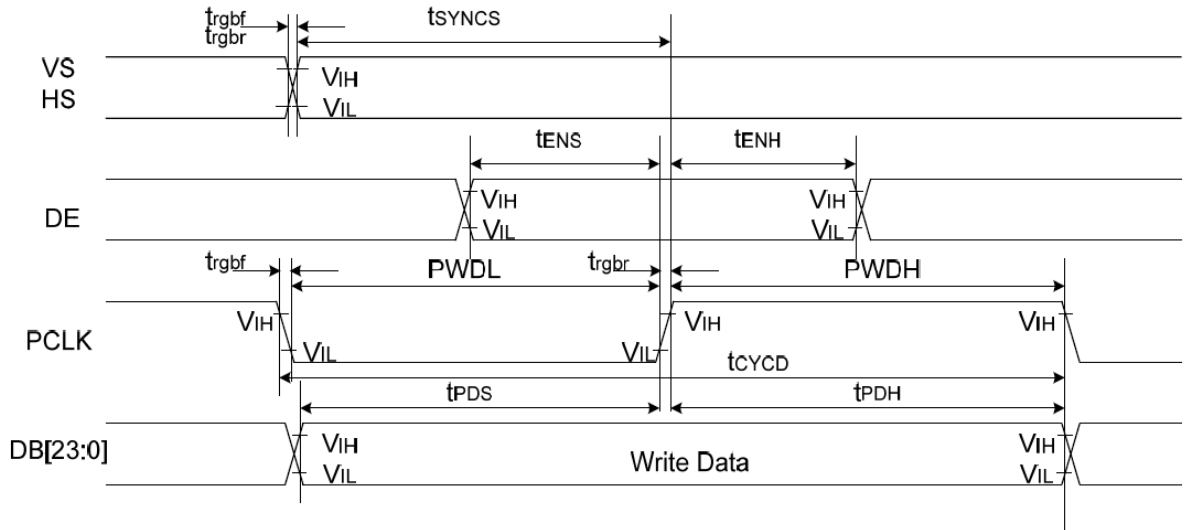 trgbf
trgbr
tSYNCS
VS
HS
VIH
VIL
tENS
tENH
DE
VIH
VIL
VIH
VIL
trgbf
PWDL
trgbr
PWDH
PCLK
VIH
VIL
VIL
VIH
VIH
tCYCD
tPDS
tPDH
DB[23:0]
VIH
VIL
Write Data
VIH
VIL